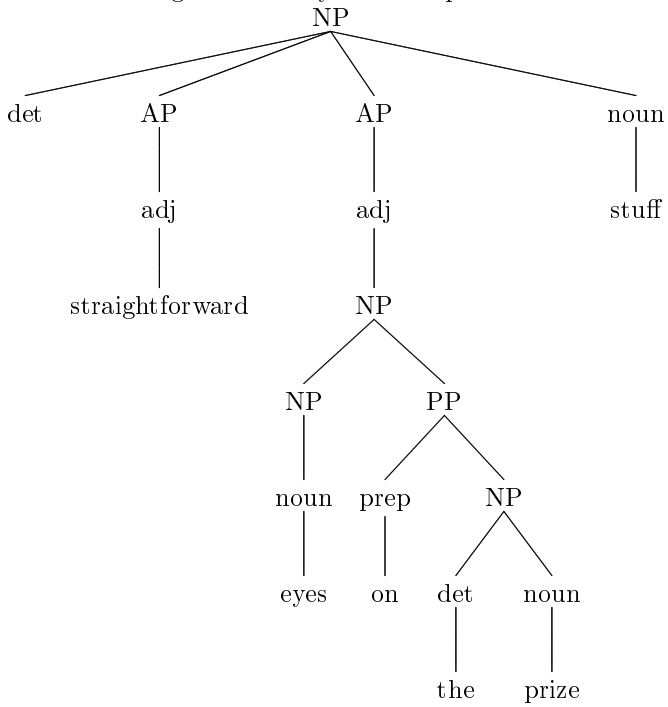 NP
det AP AP noun
adj adj stuff
straightforward NP
NP PP
noun prep NP
eyes on det noun
the prize